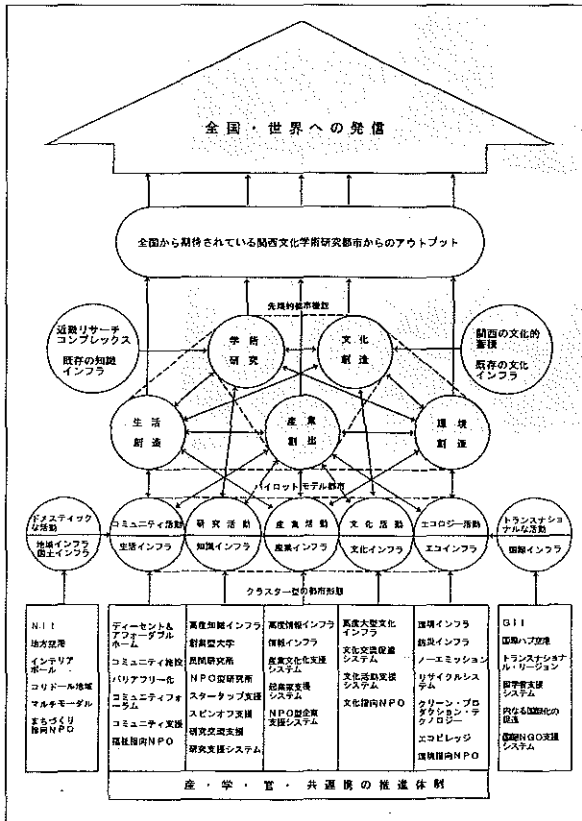 全国・世界への発信
全国から期待されている関西文化学術研究都市からのアウトプット
先端的都市機能
近畿リサーチ
コンプレックス
既存の知識
インフラ
学術
研究
文化
創造
関西の文化的
蓄積
既存の文化
インフラ
生活
創造
産業
創出
環境
創造
パイロットモデル都市
ドメスティック
な活動
地域インフラ
国土インフラ
コミュニティ活動
生活インフラ
研究活動
知識インフラ
産業活動
産業インフラ
文化活動
文化インフラ
エコロジー活動
エコインフラ
トランスナショ
ナルな活動
国際インフラ
クラスター型の都市形態
NII
地方空港
インテリア
ポール
コリドール地域
マルチモーダル
まちづくり
指向NPO
ディーセント&
アフォーダブル
ホーム
コミュニティ施設
バリアフリー化
コミュニティフォ
ーラム
コミュニティ支援
福祉指向NPO
高度知識インフラ
創業型大学
民間研究所
NPO型研究所
スタートアップ支援
スピンオフ支援
研究交流支援
研究支援システム
高度情報インフラ
情報インフラ
産業文化化支援
システム
起業家支援
システム
NPO型企業
支援システム
高度大型文化
インフラ
文化交流促進
システム
文化活動支援
システム
文化指向NPO
環境インフラ
防災インフラ
ノーエミッション
リサイクルシス
テム
クリーン・プロ
ダクション・テ
クノロジー
エコビレッジ
環境指向NPO
GII
国際ハブ空港
トランスナショナ
ル・リージョン
留学者支援
システム
内なる国際化の
促進
国際NGO支援
システム
産・学・官・共連携の推進体制